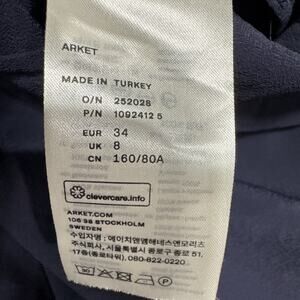 ARKET
MADE IN TURKEY
O/N 252028
P/N 1092412 5
EUR 34
UK 8
CN 160/80A
clevercare.info
ARKET.COM
106 38 STOCKHOLM
SWEDEN
수입자명 : 에이치앤엠헤네스앤모리츠
주식회사, 서울특별시 종로구 종로 51,
17층(종로타워). 080-822-0220
30